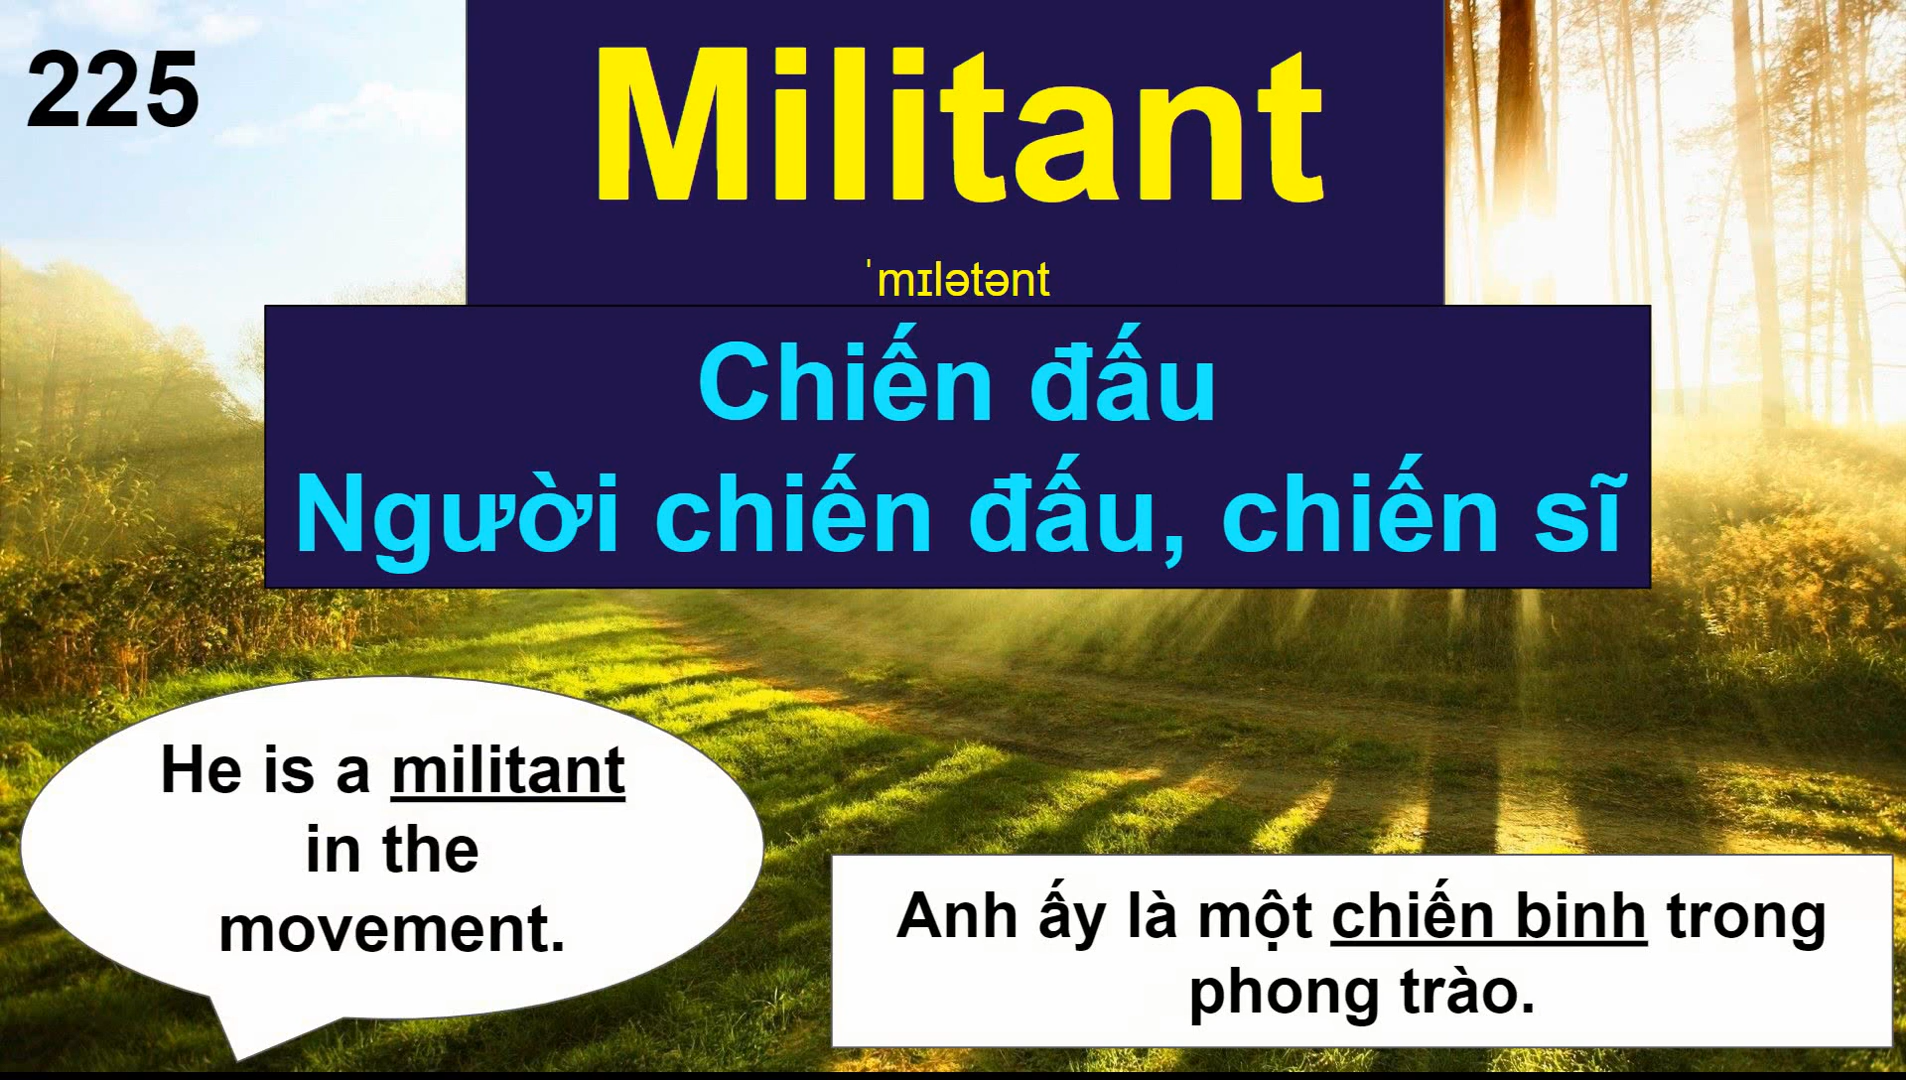 225
Militant
ˈmɪlətənt
Chiến đấu
Người chiến đấu, chiến sĩ
He is a militant
in the
movement.
Anh ấy là một chiến binh trong
phong trào.